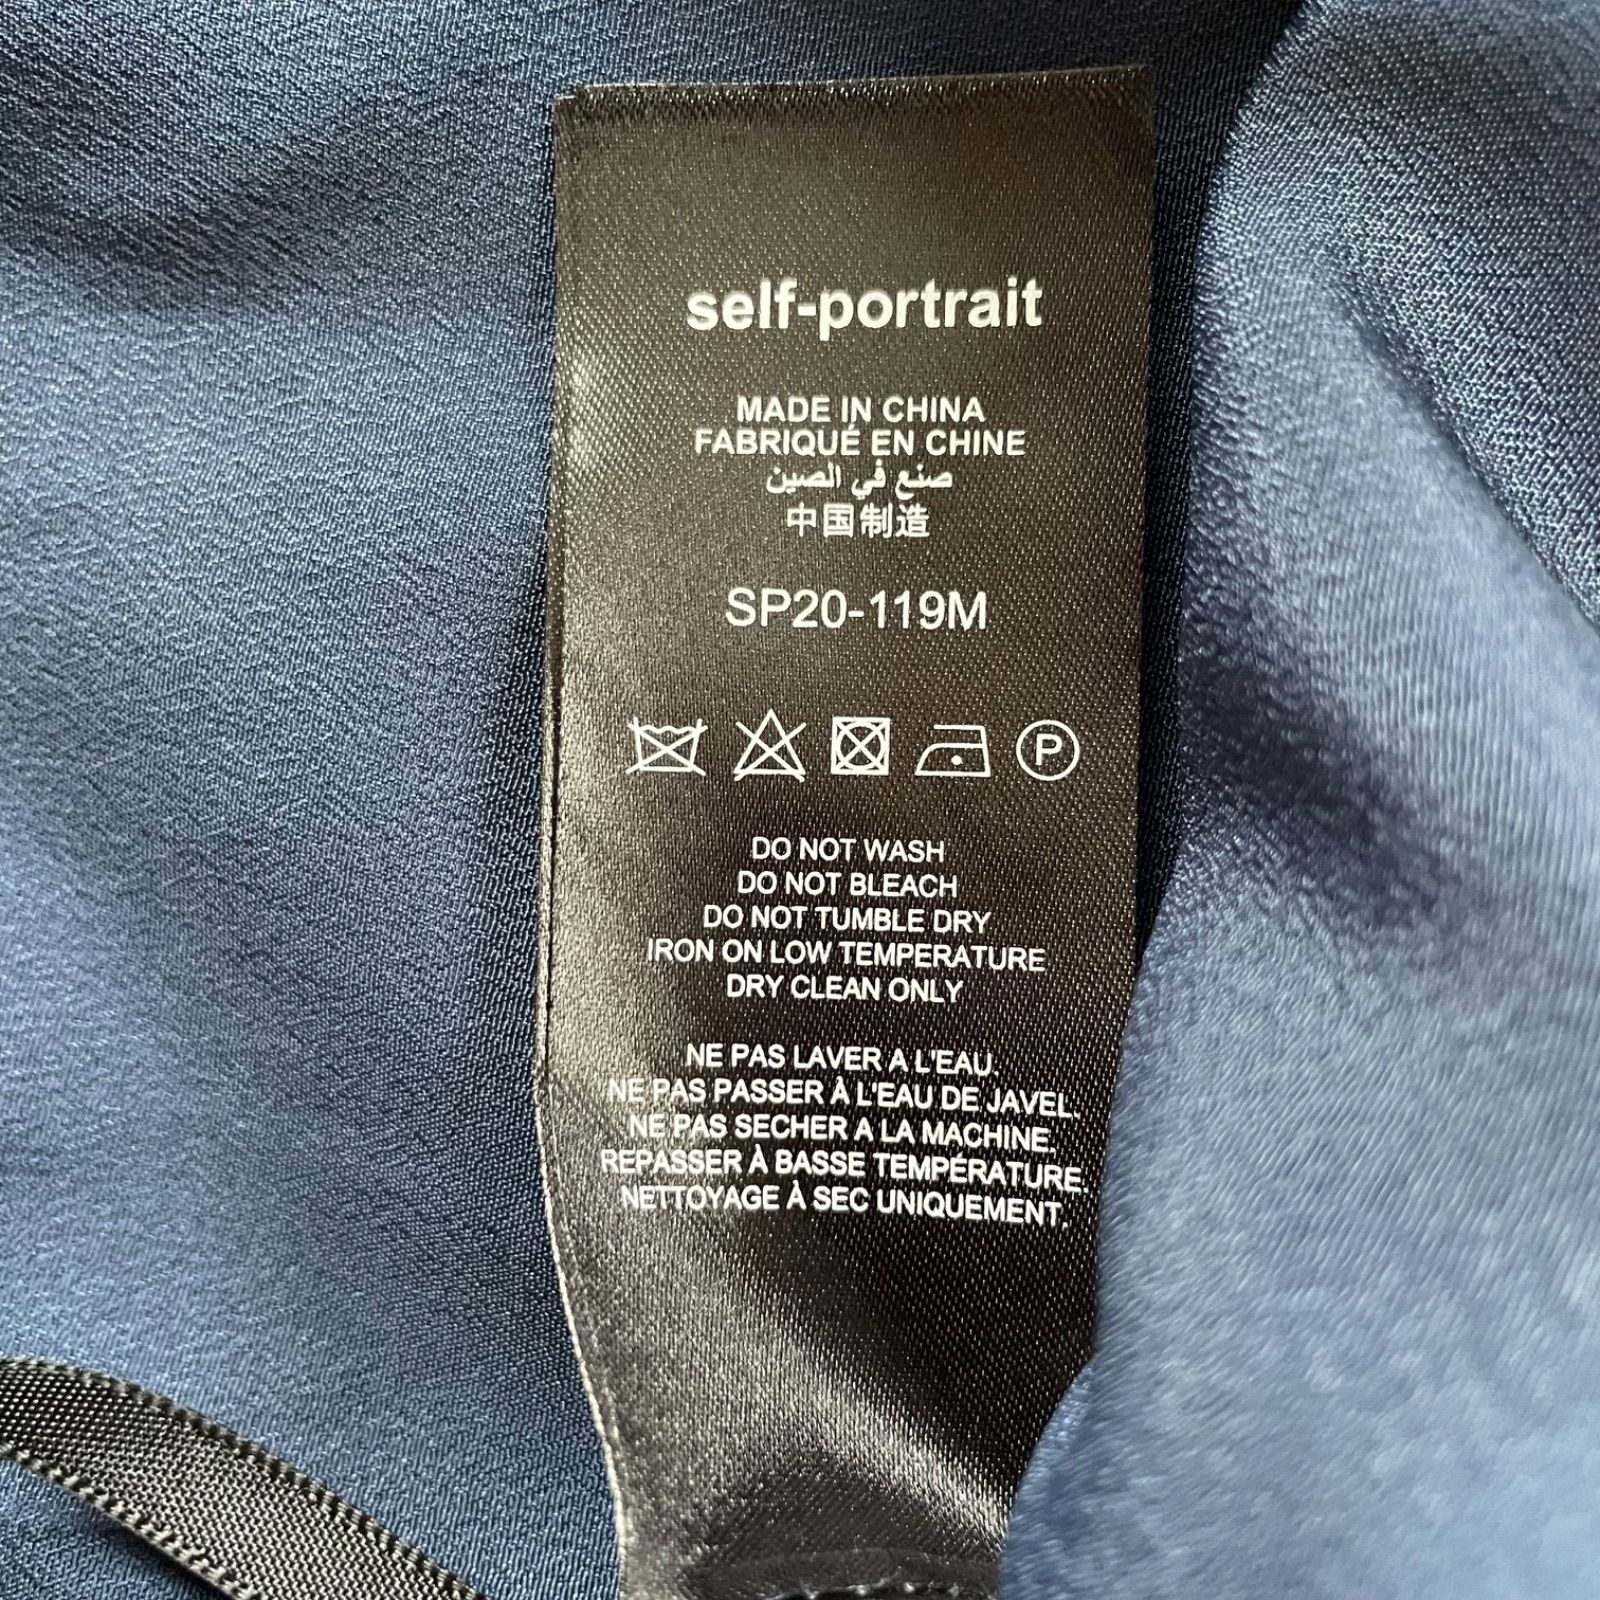 self-portrait
MADE IN CHINA
FABRIQUÉ EN CHINE
صنع في الصين
中国制造
SP20-119M
P
DO NOT WASH
DO NOT BLEACH
DO NOT TUMBLE DRY
IRON ON LOW TEMPERATURE
DRY CLEAN ONLY
NE PAS LAVER A L'EAU.
NE PAS PASSER À L'EAU DE JAVEL.
NE PAS SECHER A LA MACHINE.
REPASSER À BASSE TEMPÉRATURE.
NETTOYAGE À SEC UNIQUEMENT.